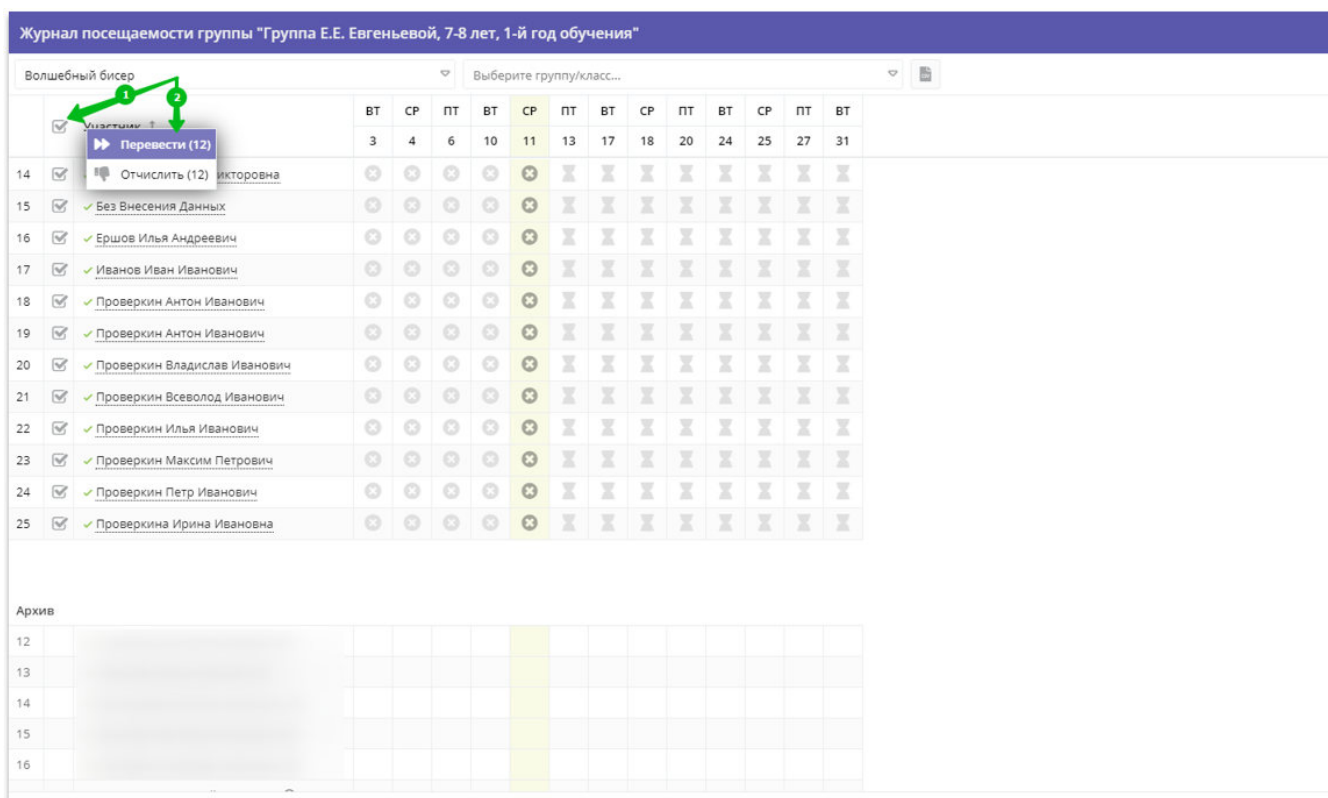 Журнал посещаемости группы "Группа Е.Е. Евгеньевой, 7-8 лет, 1-й год обучения"
Волшебный бисер Выберите группу/класс...
1 2
ВТ СР ПТ ВТ СР ПТ ВТ СР ПТ ВТ СР ПТ ВТ
Участник ↑
Перевести (12) 3 4 6 10 11 13 17 18 20 24 25 27 31
14 Отчислить (12) икторовна
15 Без Внесения Данных
16 Ершов Илья Андреевич
17 Иванов Иван Иванович
18 Проверкин Антон Иванович
19 Проверкин Антон Иванович
20 Проверкин Владислав Иванович
21 Проверкин Всеволод Иванович
22 Проверкин Илья Иванович
23 Проверкин Максим Петрович
24 Проверкин Петр Иванович
25 Проверкина Ирина Ивановна
Архив
12
13
14
15
16